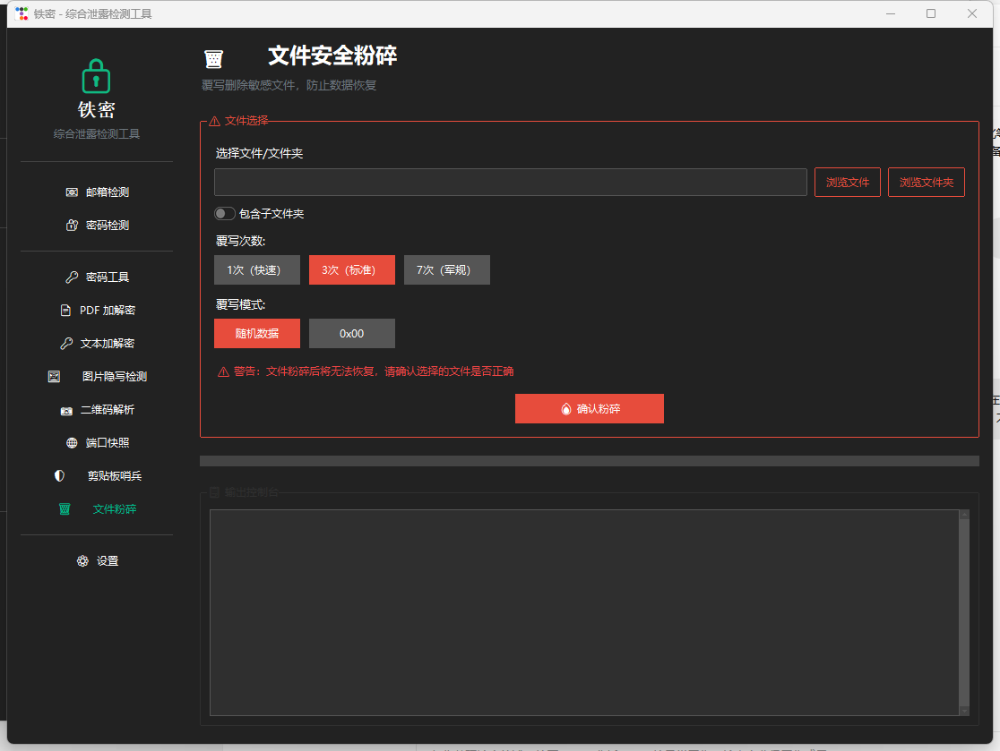 铁密 - 综合泄露检测工具
铁密
综合泄露检测工具
邮箱检测
密码检测
密码工具
PDF 加解密
文本加解密
图片隐写检测
二维码解析
端口快照
剪贴板哨兵
文件粉碎
设置
文件安全粉碎
覆写删除敏感文件，防止数据恢复
文件选择
选择文件/文件夹
浏览文件
浏览文件夹
包含子文件夹
覆写次数:
1次（快速）
3次（标准）
7次（军规）
覆写模式:
随机数据
0x00
警告：文件粉碎后将无法恢复，请确认选择的文件是否正确
确认粉碎
输出控制台